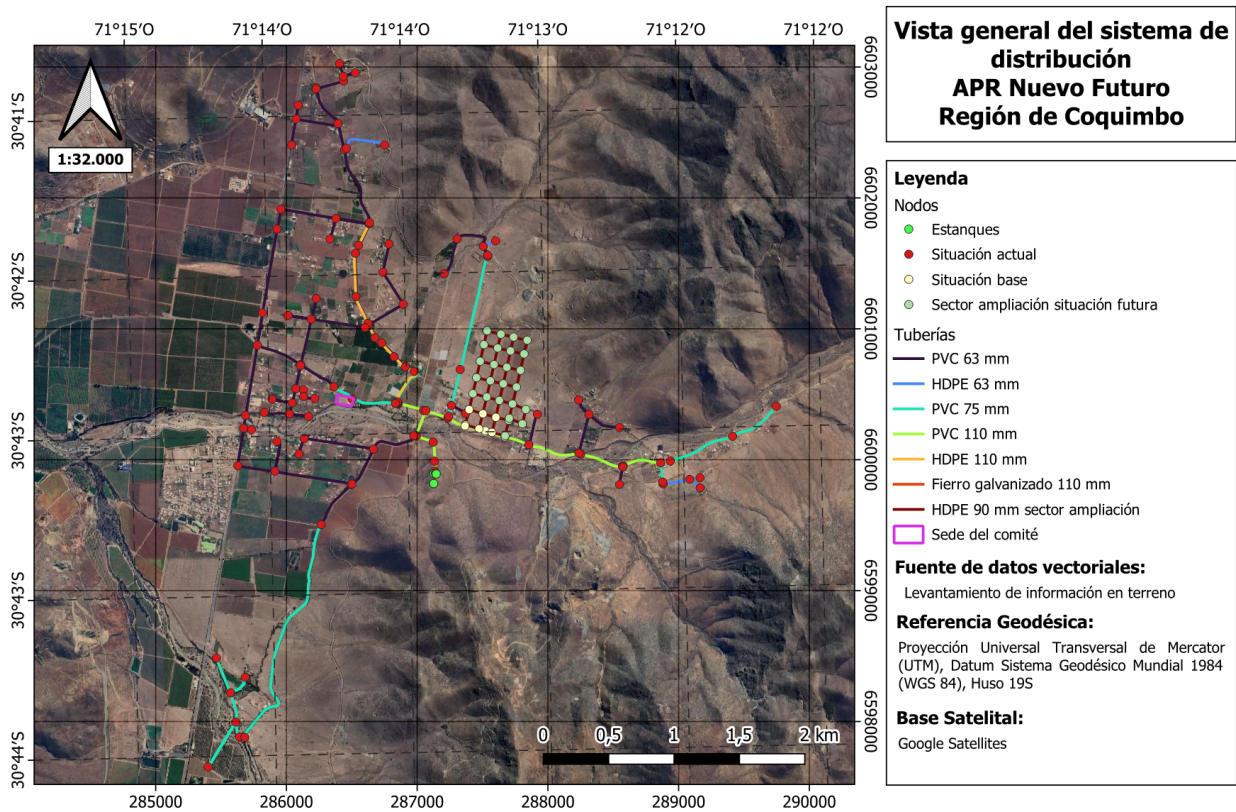 71°15'O 71°14'O 71°14'O 71°13'O 71°12'O 71°12'O
30°41'S
30°42'S
30°43'S
30°43'S
30°44'S
1:32.000
6603000
6602000
6601000
6600000
6599000
6598000
0 0,5 1 1,5 2 km
285000 286000 287000 288000 289000 290000
Vista general del sistema de
distribución
APR Nuevo Futuro
Región de Coquimbo
Leyenda
Nodos
Estanques
Situación actual
Situación base
Sector ampliación situación futura
Tuberías
PVC 63 mm
HDPE 63 mm
PVC 75 mm
PVC 110 mm
HDPE 110 mm
Fierro galvanizado 110 mm
HDPE 90 mm sector ampliación
Sede del comité
Fuente de datos vectoriales:
Levantamiento de información en terreno
Referencia Geodésica:
Proyección Universal Transversal de Mercator
(UTM), Datum Sistema Geodésico Mundial 1984
(WGS 84), Huso 19S
Base Satelital:
Google Satellites